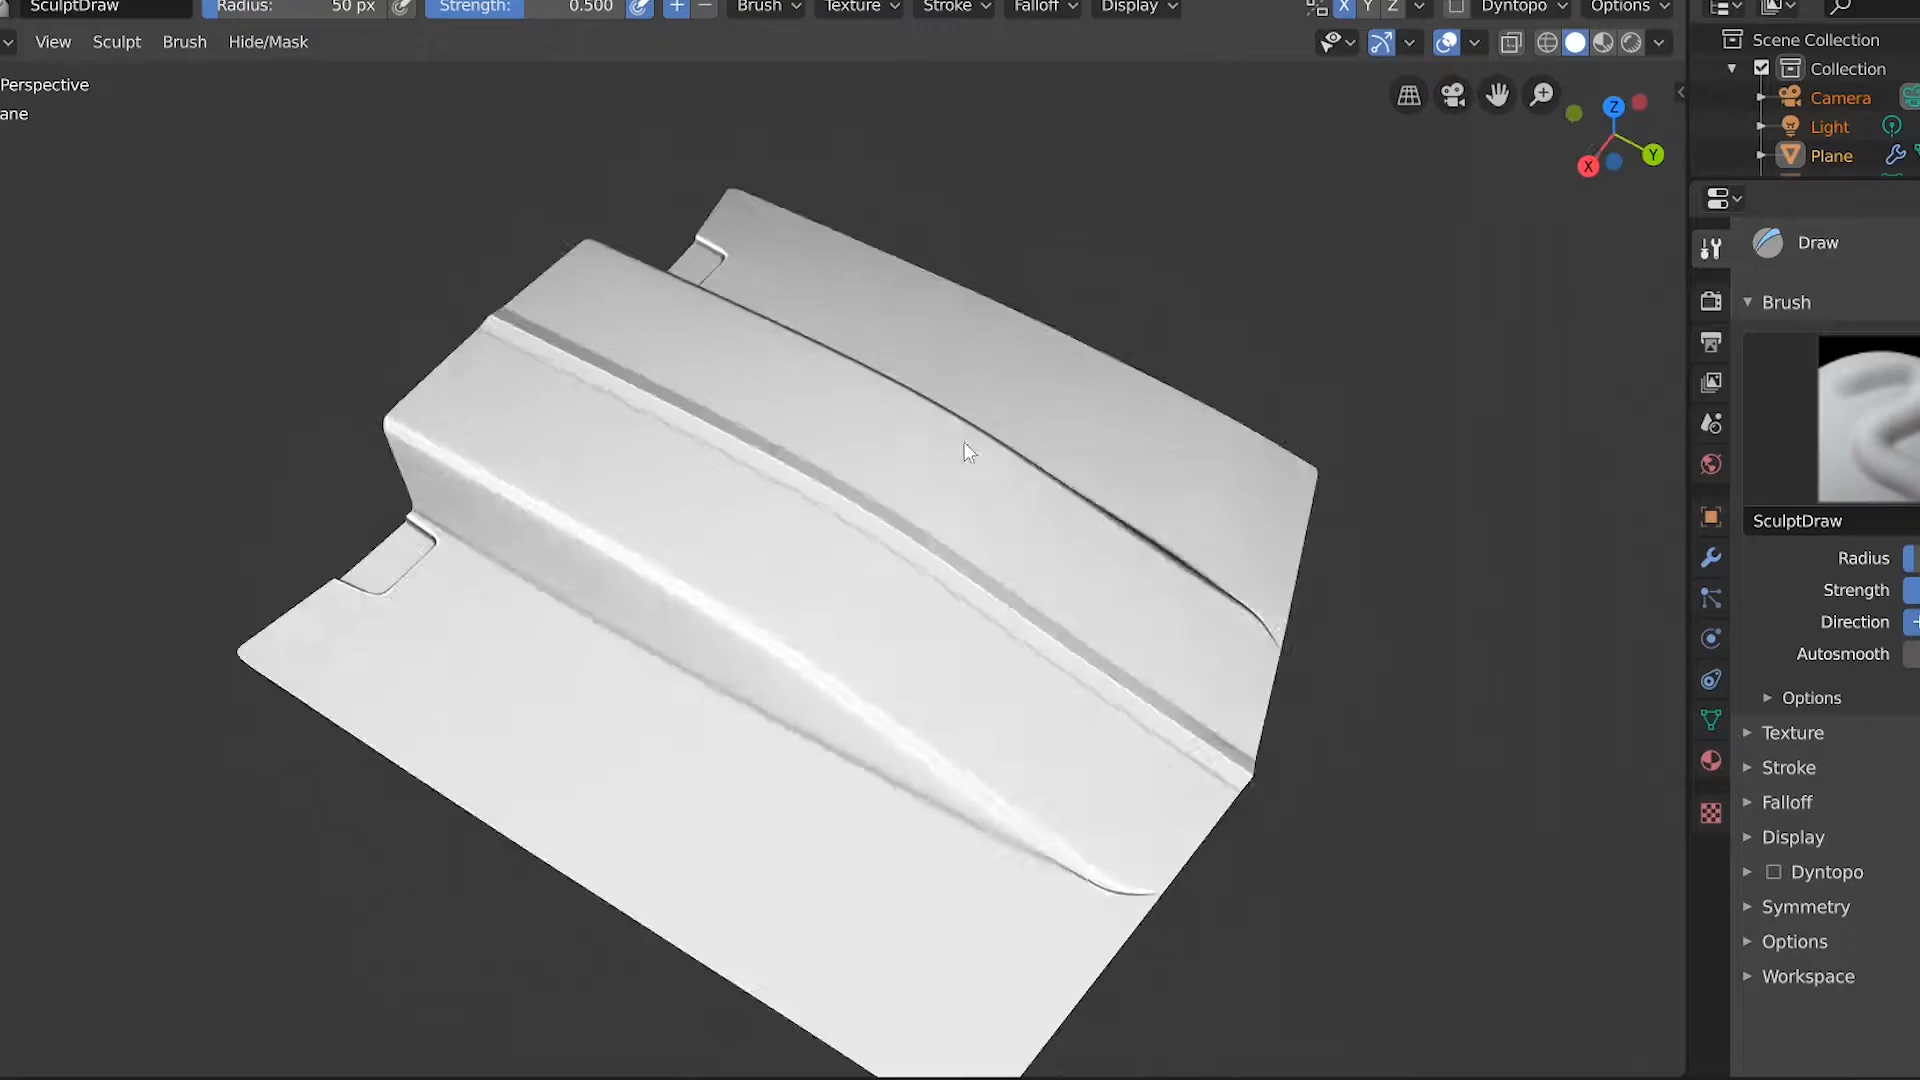 SculptDraw Radius: 50 px Strength: 0.500 + − Brush Texture Stroke Falloff Display X Y Z Dyntopo Options
View Sculpt Brush Hide/Mask
Perspective
ane
Z
Y
X
Scene Collection
Collection
Camera
Light
Plane
Draw
Brush
SculptDraw
Radius
Strength
Direction
Autosmooth
Options
Texture
Stroke
Falloff
Display
Dyntopo
Symmetry
Options
Workspace